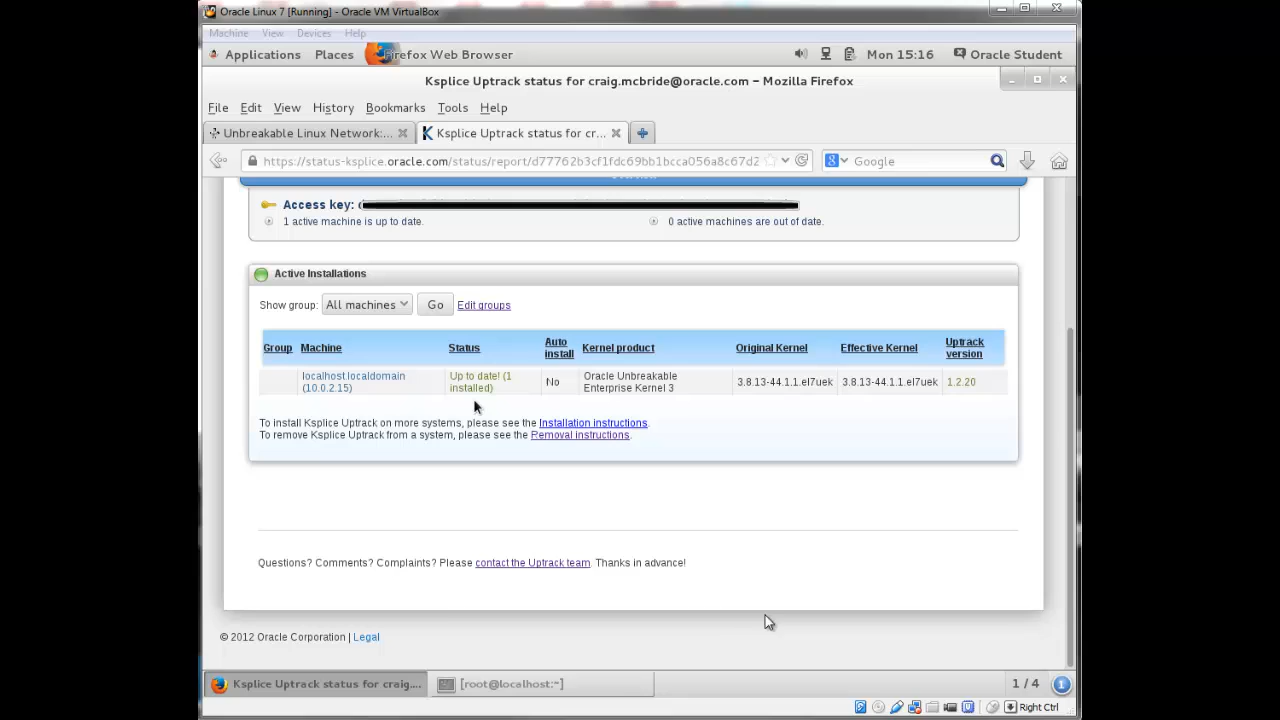 Oracle Linux 7 [Running] - Oracle VM VirtualBox
Machine View Devices Help
Applications Places Firefox Web Browser Mon 15:16 Oracle Student
Ksplice Uptrack status for craig.mcbride@oracle.com – Mozilla Firefox
File Edit View History Bookmarks Tools Help
Unbreakable Linux Network:... Ksplice Uptrack status for cr...
https://status-ksplice.oracle.com/status/report/d77762b3cf1fdc69bb1bcca056a8c67d2 Google
Access key:
1 active machine is up to date. 0 active machines are out of date.
Active Installations
Show group: All machines Go Edit groups
Group Machine Status Auto install Kernel product Original Kernel Effective Kernel Uptrack version
localhost.localdomain (10.0.2.15) Up to date! (1 installed) No Oracle Unbreakable Enterprise Kernel 3 3.8.13-44.1.1.el7uek 3.8.13-44.1.1.el7uek 1.2.20
To install Ksplice Uptrack on more systems, please see the Installation instructions.
To remove Ksplice Uptrack from a system, please see the Removal instructions.
Questions? Comments? Complaints? Please contact the Uptrack team. Thanks in advance!
© 2012 Oracle Corporation | Legal
Ksplice Uptrack status for craig.... [root@localhost:~] 1 / 4 1
Right Ctrl